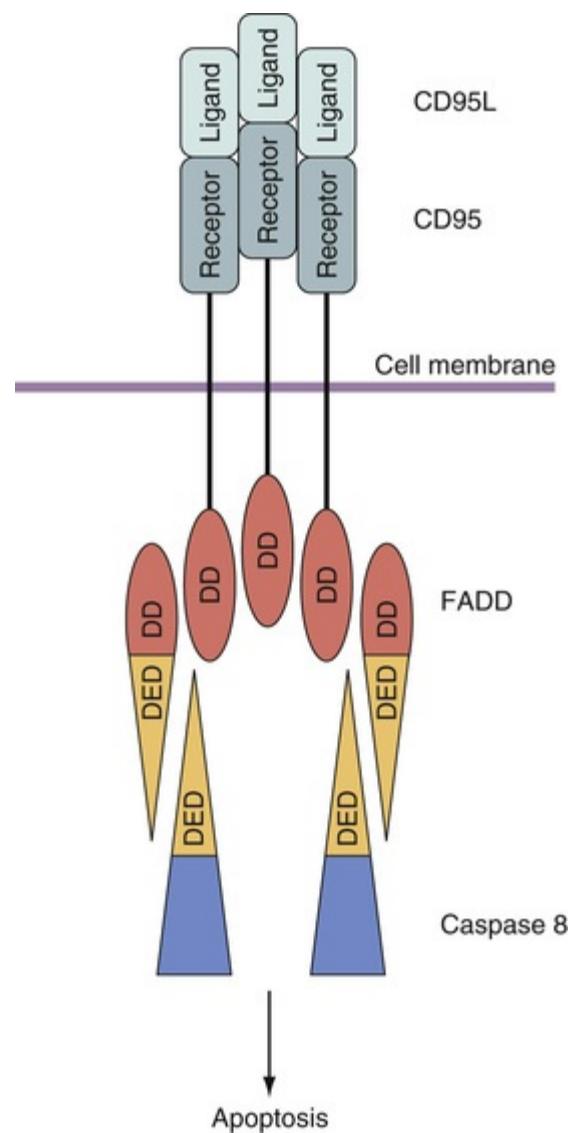 Ligand
Ligand
Ligand
CD95L
Receptor
Receptor
Receptor
CD95
Cell membrane
DD
DD
DD
DD
DD
FADD
DED
DED
DED
DED
Caspase 8
Apoptosis